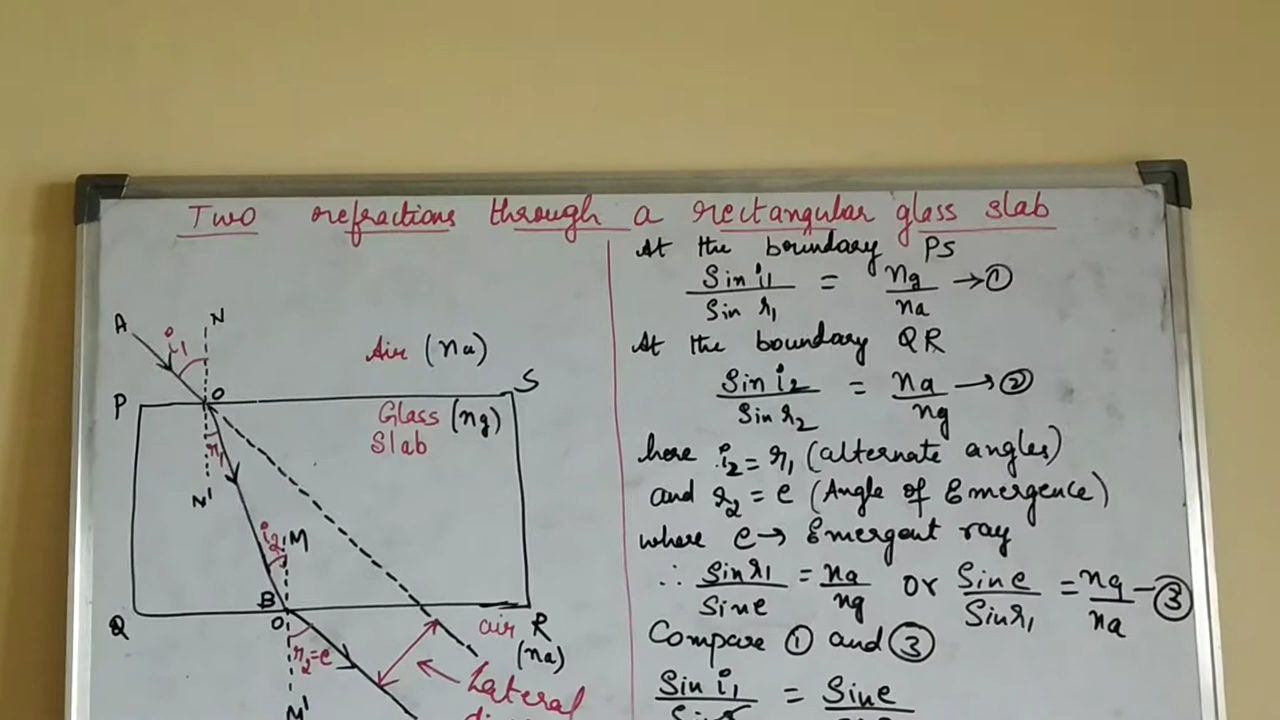 Two refractions through a rectangular glass slab
A
N
i1
Air (na)
P
O
S
Glass (ng)
Slab
r1
N'
i2
M
B
Q
O
air R
(na)
r2=e
Lateral
M'
At the boundary PS
Sin i1 / Sin r1 = ng / na → ①
At the boundary QR
Sin i2 / Sin r2 = na / ng → ②
here i2 = r1 (alternate angles)
and r2 = e (Angle of Emergence)
where e → Emergent ray
∴ Sin r1 / Sin e = na / ng or Sin e / Sin r1 = ng / na – ③
Compare ① and ③
Sin i1 = Sin e